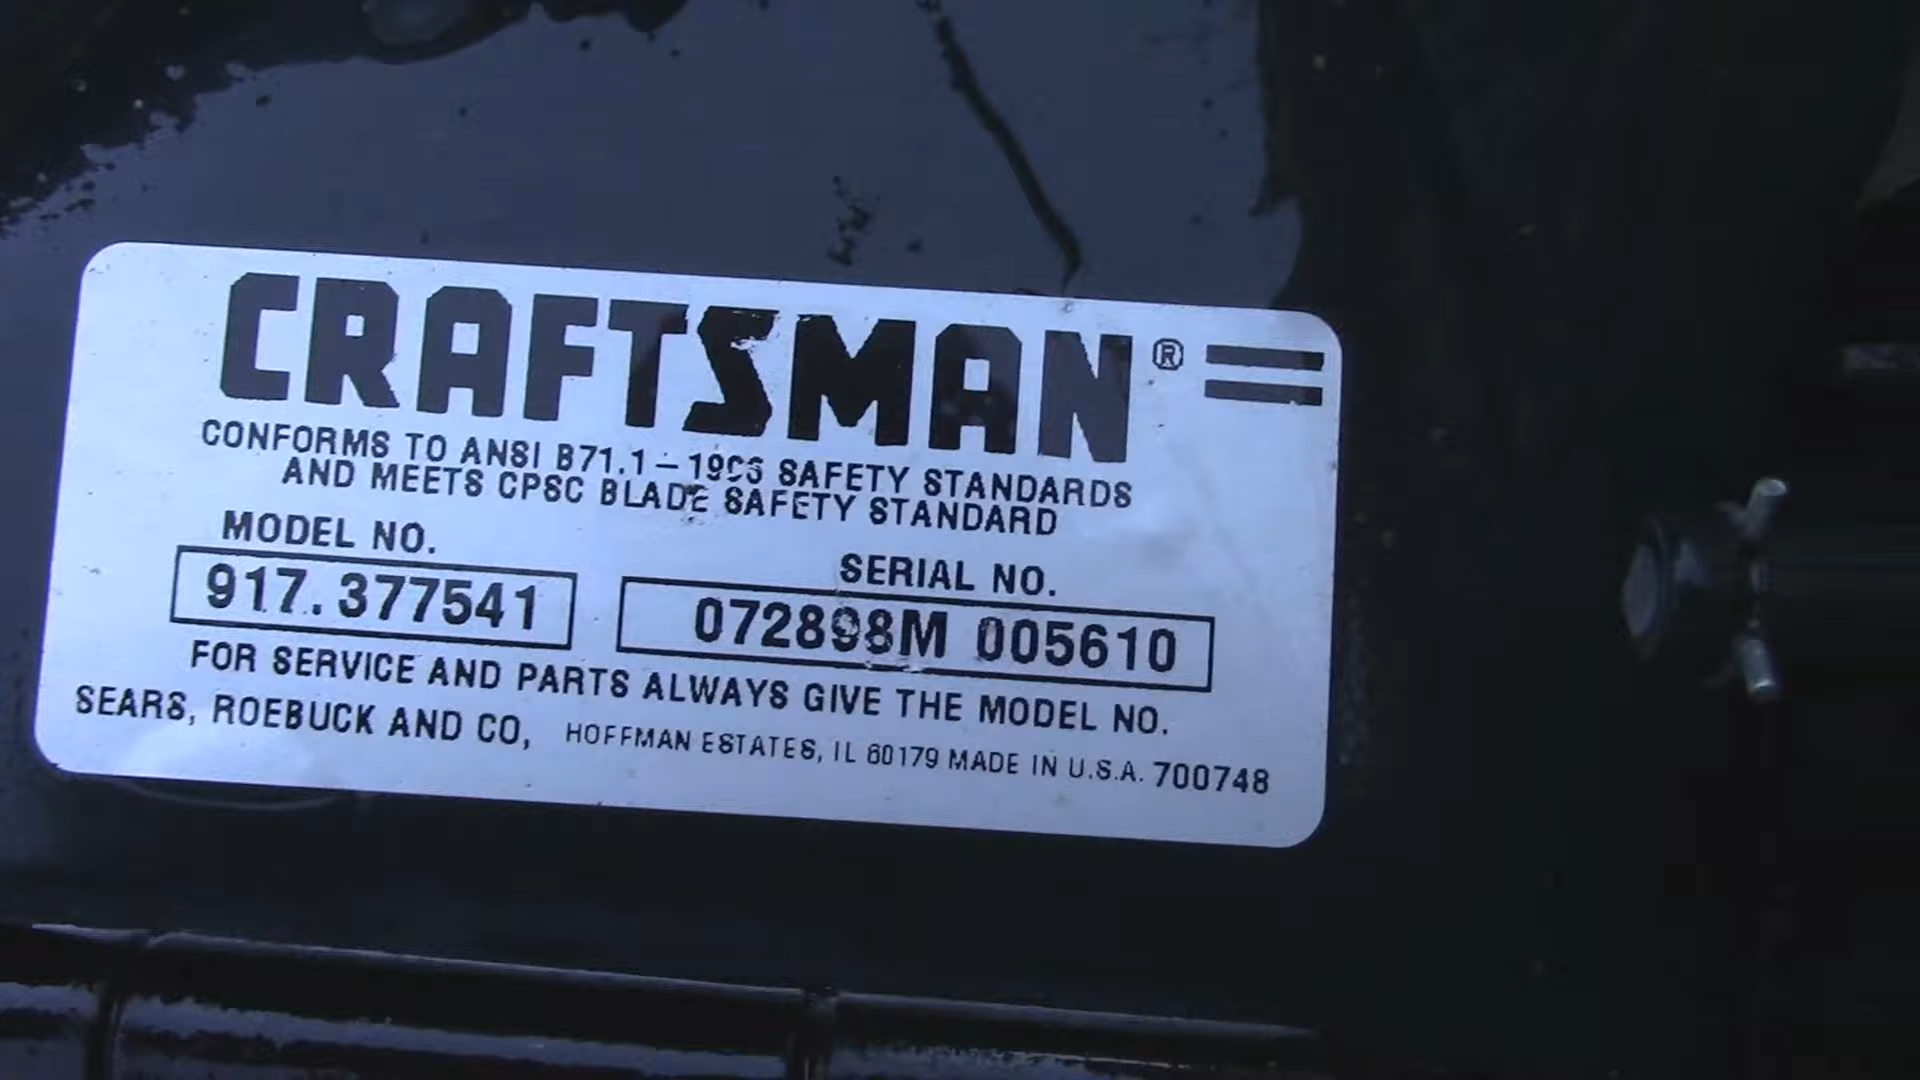 CRAFTSMAN®
CONFORMS TO ANSI B71.1 – SAFETY STANDARDS
AND MEETS CPSC BLADE SAFETY STANDARD
MODEL NO.
917.377541
SERIAL NO.
072898M 005610
FOR SERVICE AND PARTS ALWAYS GIVE THE MODEL NO.
SEARS, ROEBUCK AND CO, HOFFMAN ESTATES, IL 60179 MADE IN U.S.A. 700748